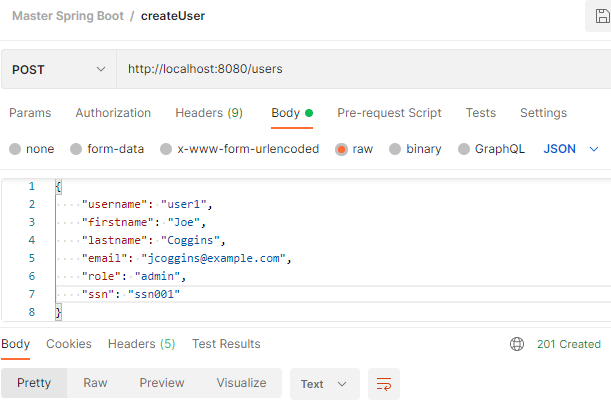 Master Spring Boot / createUser
POST http://localhost:8080/users
Params Authorization Headers (9) Body Pre-request Script Tests Settings
none form-data x-www-form-urlencoded raw binary GraphQL JSON
1 {
2 "username": "user1",
3 "firstname": "Joe",
4 "lastname": "Coggins",
5 "email": "jcoggins@example.com",
6 "role": "admin",
7 "ssn": "ssn001"
8 }
Body Cookies Headers (5) Test Results 201 Created
Pretty Raw Preview Visualize Text